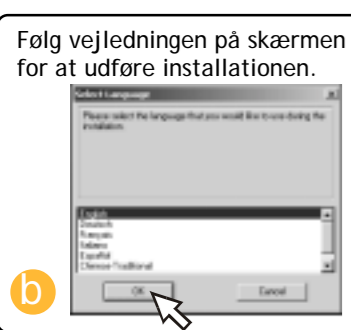 Følg vejledningen på skærmen
for at udføre installationen.
Select Language
Please select the language that you would like to use during the
installation.
English
Deutsch
Français
Italiano
Español
Chinese-Traditional
b
OK
Cancel